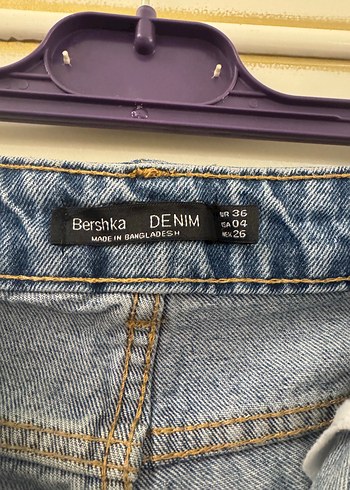 Bershka DENIM
MADE IN BANGLADESH
EUR 36
USA 04
MEX 26